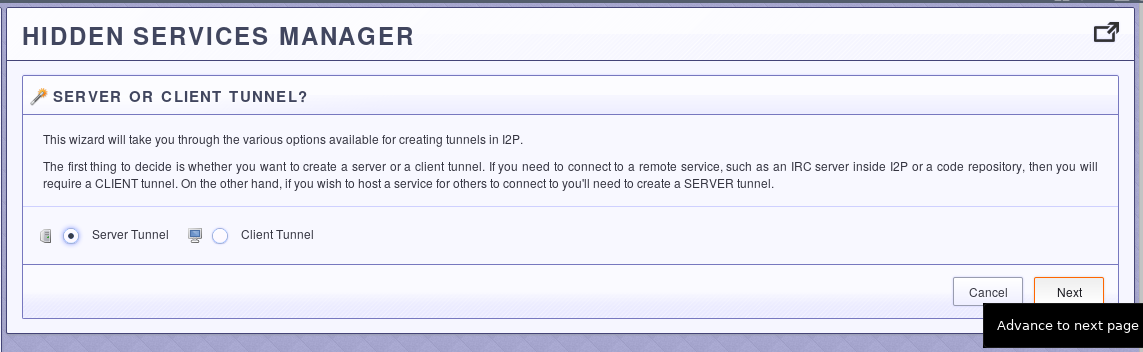 HIDDEN SERVICES MANAGER
SERVER OR CLIENT TUNNEL?
This wizard will take you through the various options available for creating tunnels in I2P.
The first thing to decide is whether you want to create a server or a client tunnel. If you need to connect to a remote service, such as an IRC server inside I2P or a code repository, then you will
require a CLIENT tunnel. On the other hand, if you wish to host a service for others to connect to you'll need to create a SERVER tunnel.
Server Tunnel Client Tunnel
Cancel Next
Advance to next page